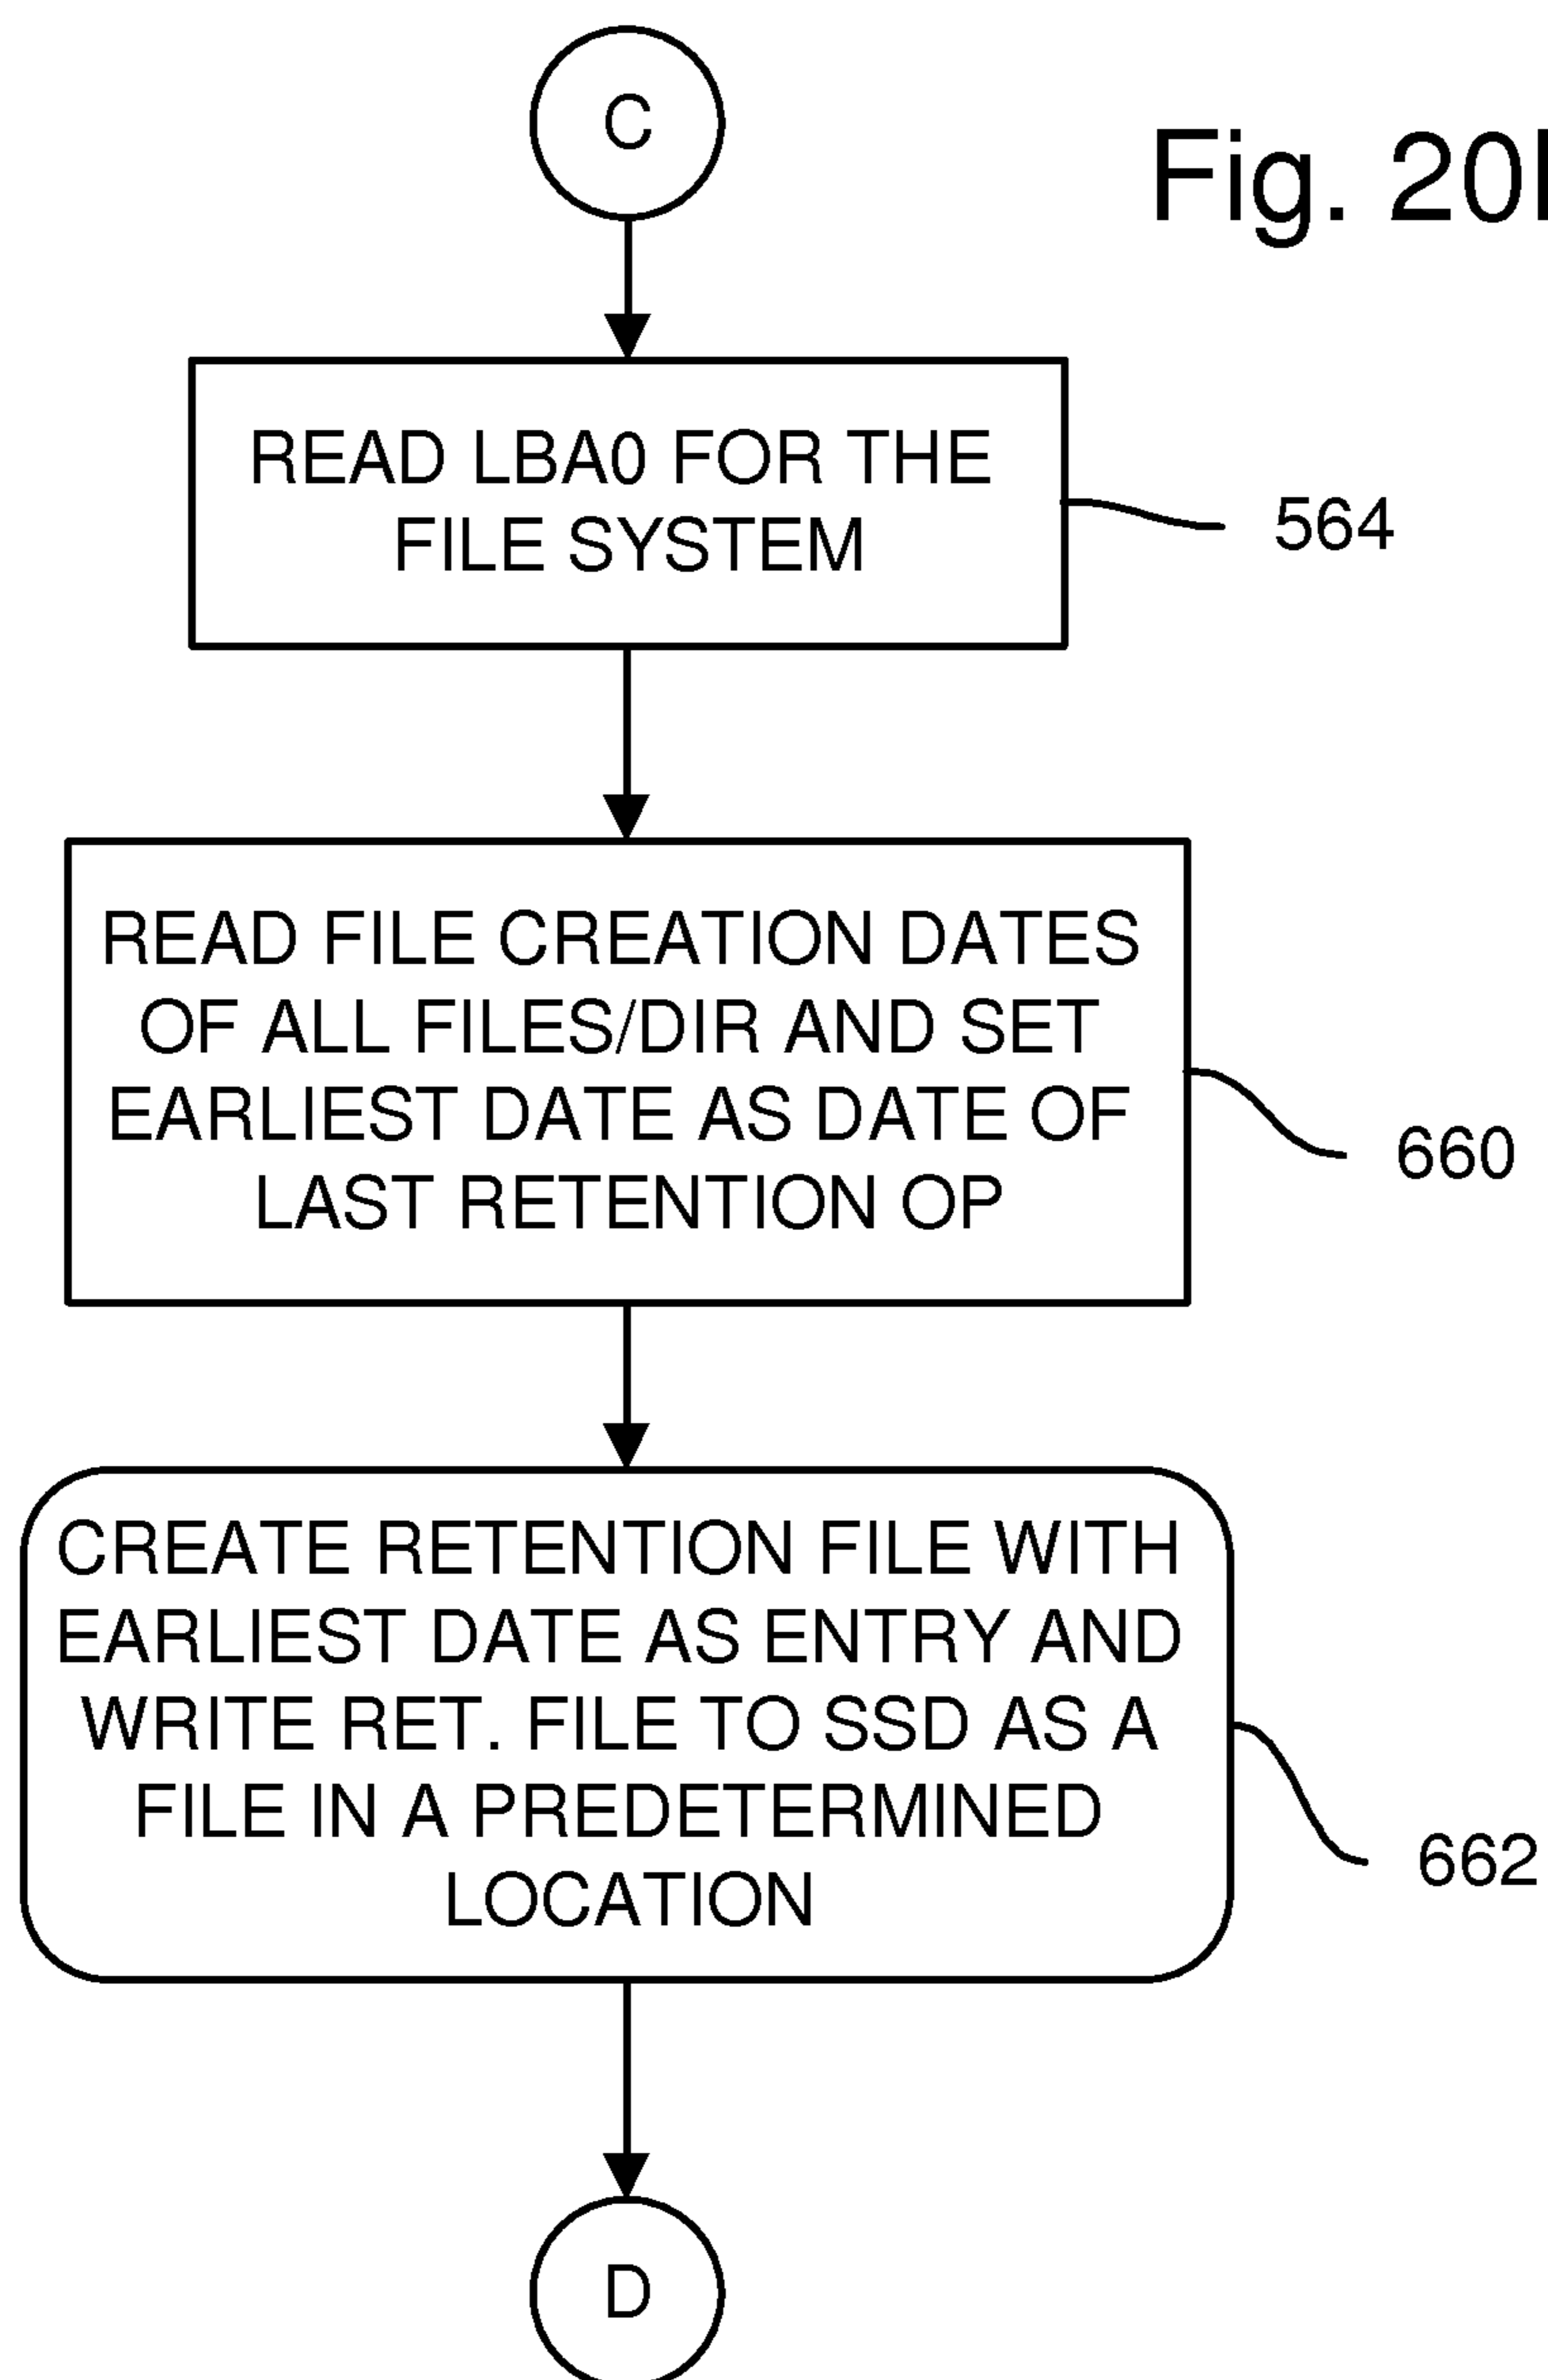 C
Fig. 20
READ LBA0 FOR THE
FILE SYSTEM
564
READ FILE CREATION DATES
OF ALL FILES/DIR AND SET
EARLIEST DATE AS DATE OF
LAST RETENTION OP
660
CREATE RETENTION FILE WITH
EARLIEST DATE AS ENTRY AND
WRITE RET. FILE TO SSD AS A
FILE IN A PREDETERMINED
LOCATION
662
D